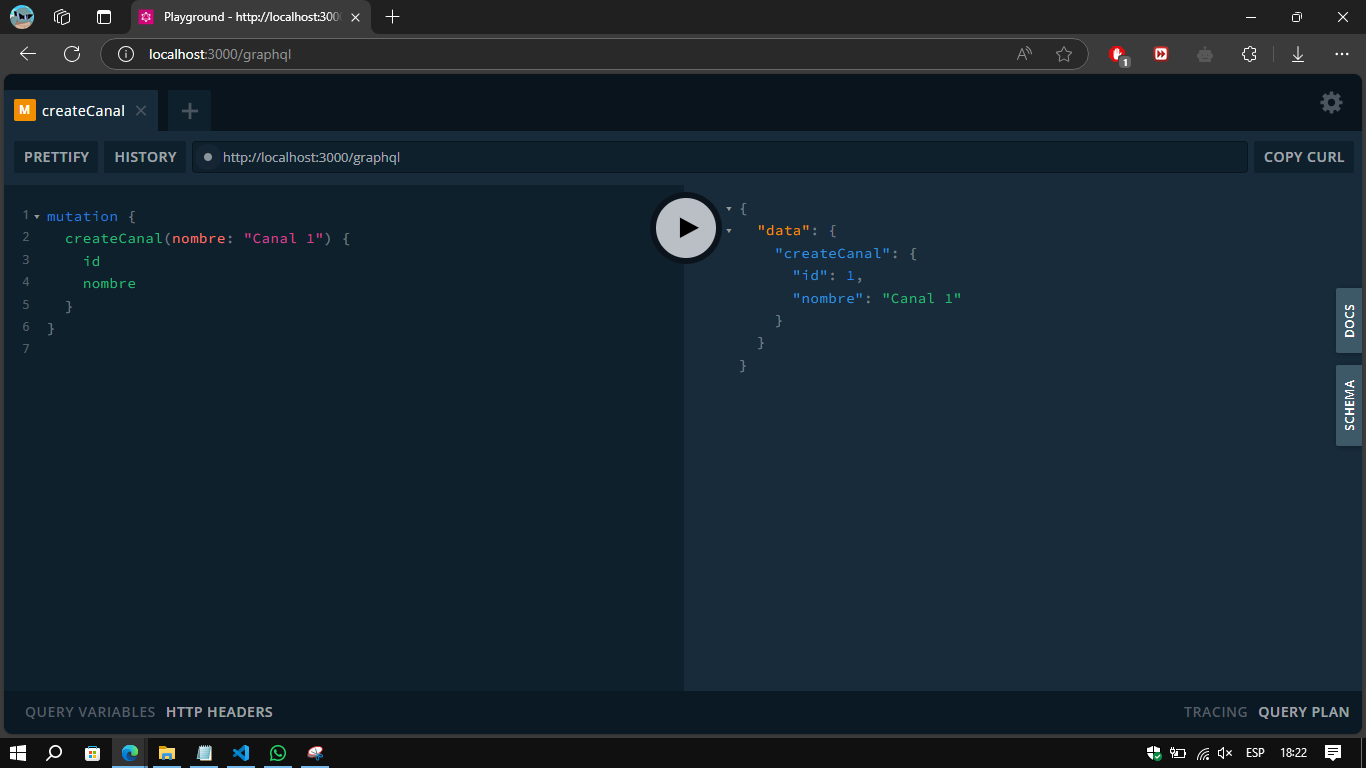 Playground - http://localhost:300
localhost:3000/graphql
1
M createCanal
PRETTIFY HISTORY http://localhost:3000/graphql COPY CURL
1 mutation {
2 createCanal(nombre: "Canal 1") {
3 id
4 nombre
5 }
6 }
7
{
"data": {
"createCanal": {
"id": 1,
"nombre": "Canal 1"
}
}
}
DOCS
SCHEMA
QUERY VARIABLES HTTP HEADERS TRACING QUERY PLAN
ESP 18:22